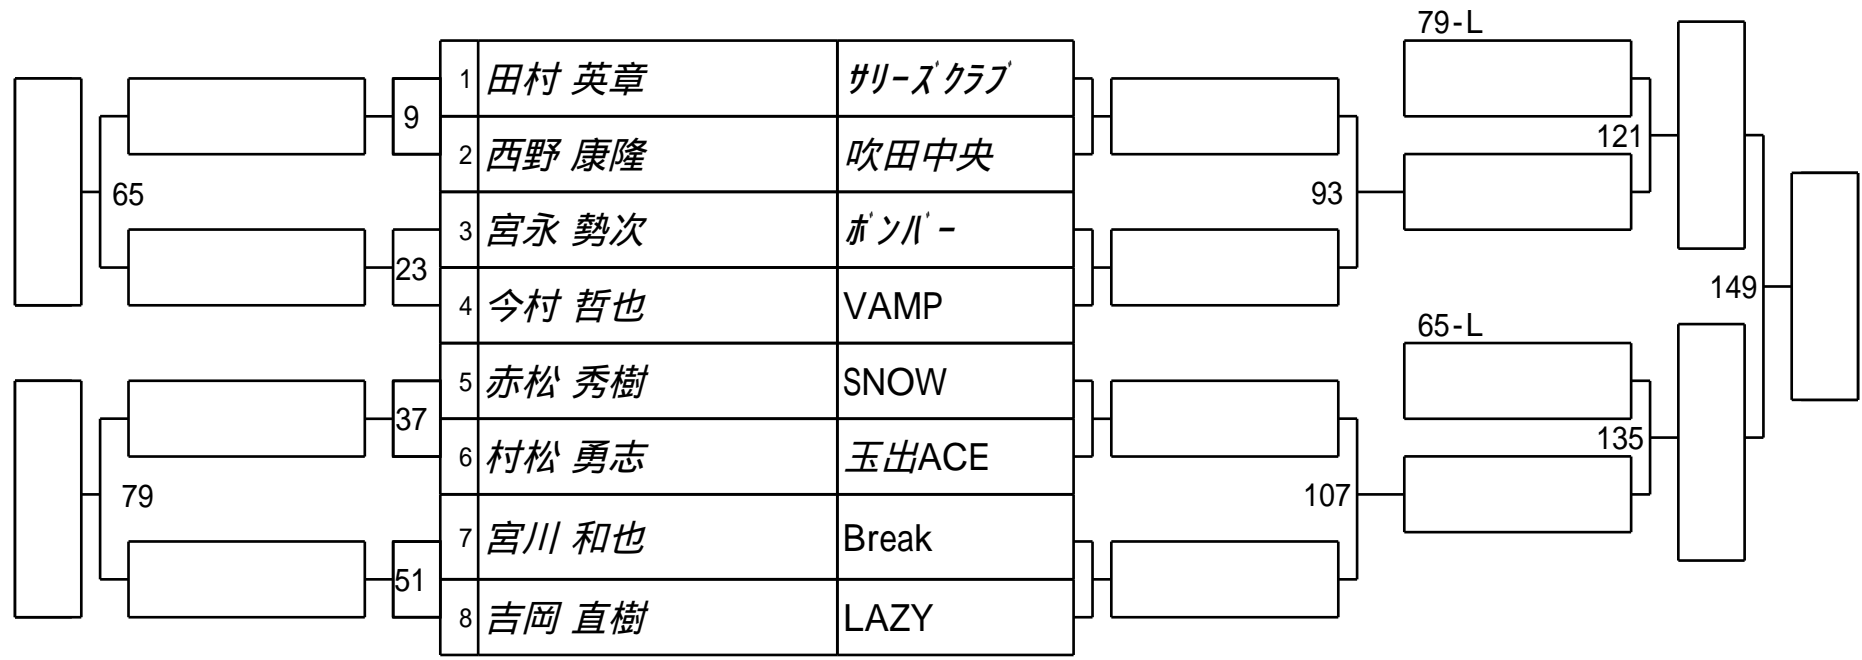 79-L
1 田村 英章 ｻﾘｰｽﾞｸﾗﾌﾞ
9
2 西野 康隆 吹田中央
121
65
93
3 宮永 勢次 ﾎﾞﾝﾊﾞｰ
23
4 今村 哲也 VAMP
149
65-L
5 赤松 秀樹 SNOW
37
6 村松 勇志 玉出ACE
135
79
107
7 宮川 和也 Break
51
8 吉岡 直樹 LAZY